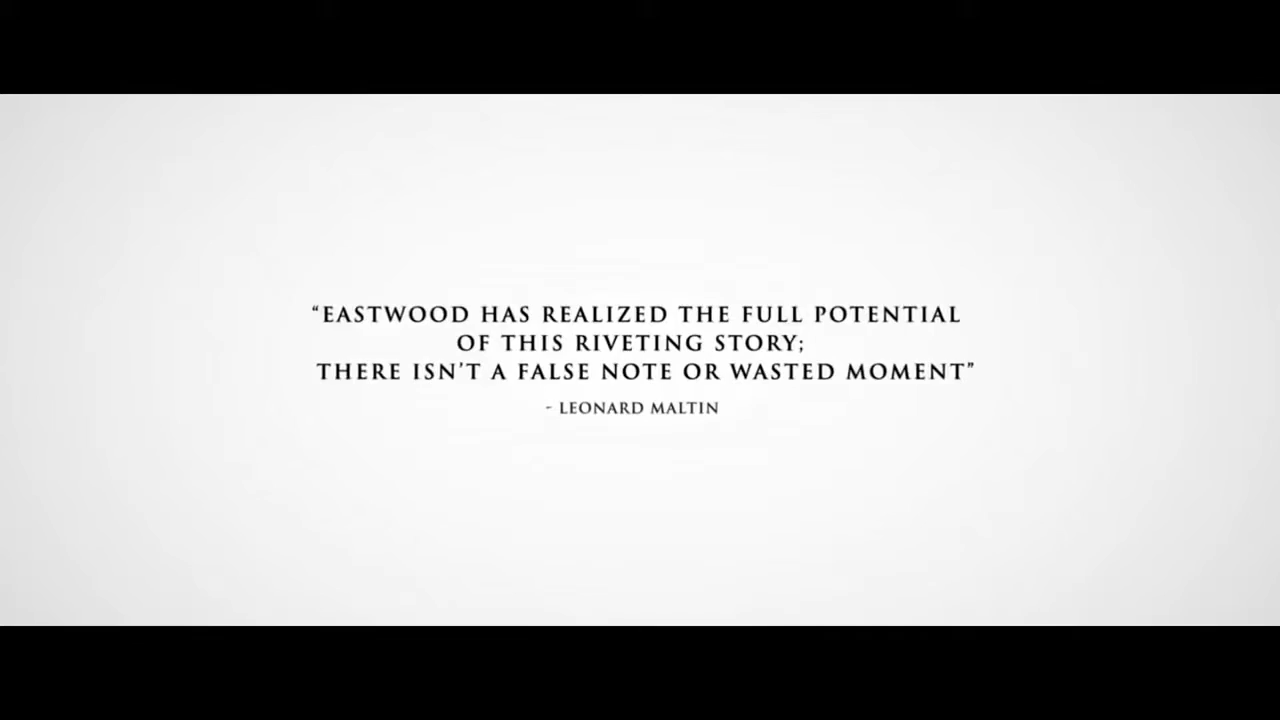 “EASTWOOD HAS REALIZED THE FULL POTENTIAL
OF THIS RIVETING STORY;
THERE ISN’T A FALSE NOTE OR WASTED MOMENT”
- LEONARD MALTIN